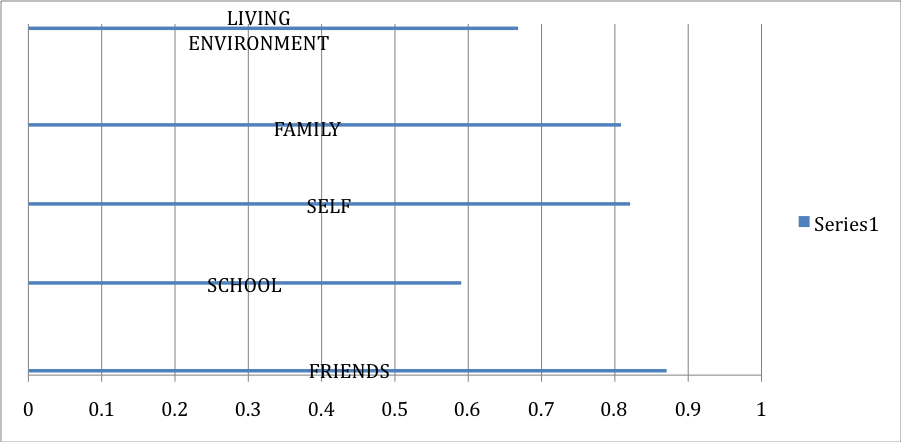 LIVING
ENVIRONMENT
FAMILY
SELF
SCHOOL
FRIENDS
Series1
0 0.1 0.2 0.3 0.4 0.5 0.6 0.7 0.8 0.9 1